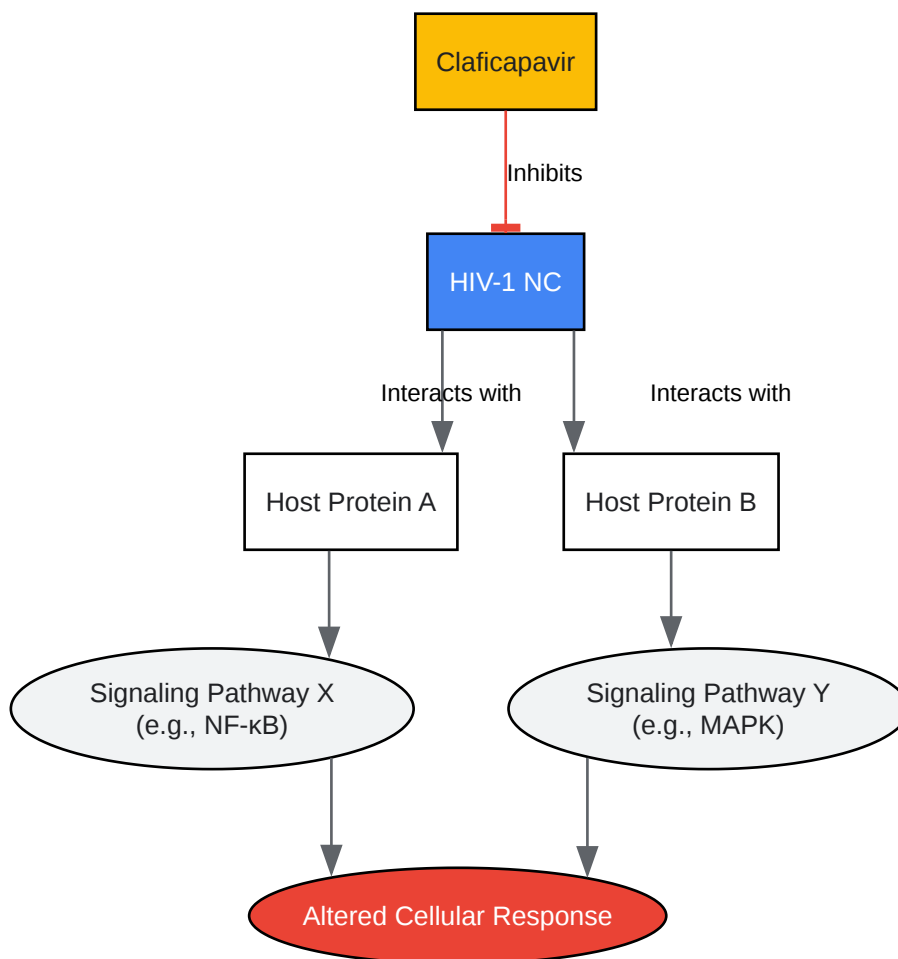 Claficapavir
Inhibits
HIV-1 NC
Interacts with
Interacts with
Host Protein A
Host Protein B
Signaling Pathway X
(e.g., NF-κB)
Signaling Pathway Y
(e.g., MAPK)
Altered Cellular Response